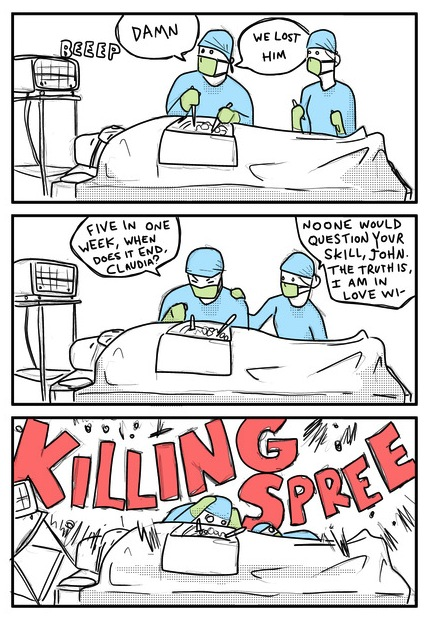 BEEEP
DAMN
WE LOST
HIM
FIVE IN ONE
WEEK, WHEN
DOES IT END,
CLAUDIA?
NOONE WOULD
QUESTION YOUR
SKILL, JOHN.
THE TRUTH IS,
I AM IN
LOVE WI-
KILLING
SPREE